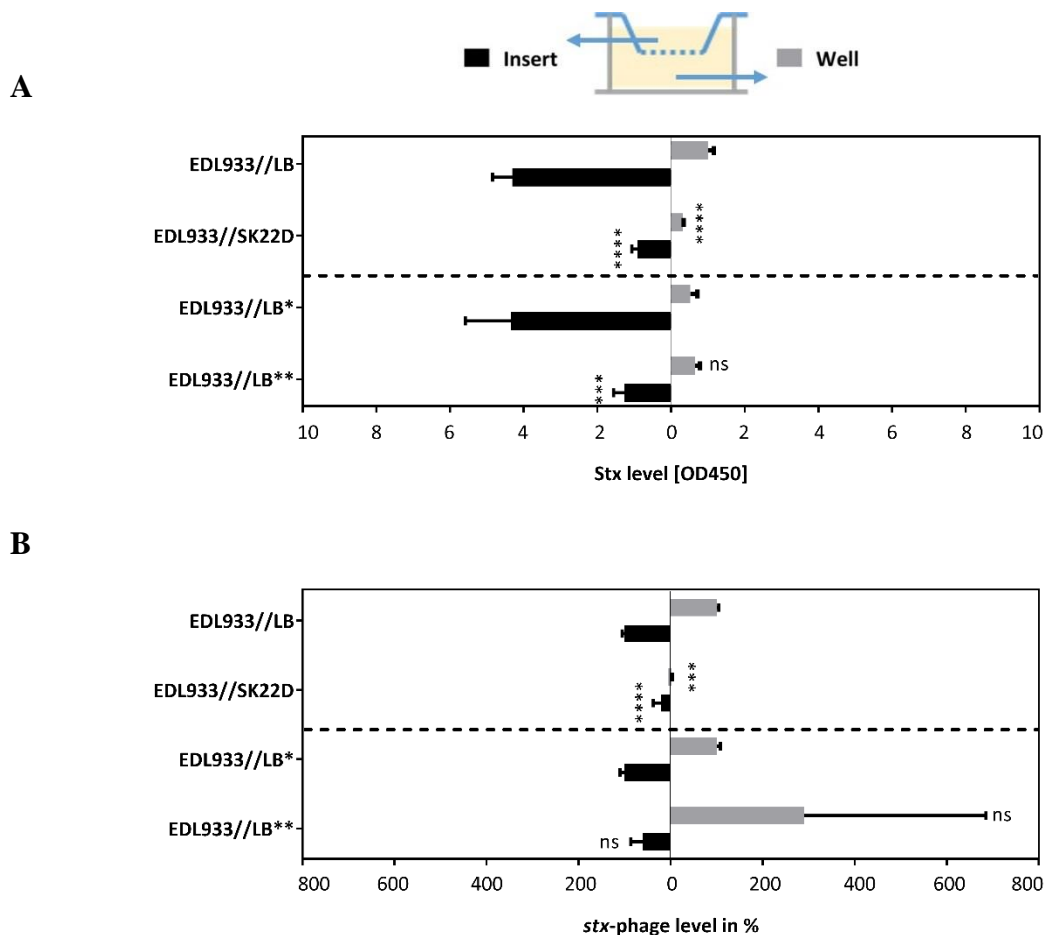 Insert
Well
A
EDL933//LB
EDL933//SK22D
****
****
EDL933//LB*
EDL933//LB**
ns
***
10 8 6 4 2 0 2 4 6 8 10
Stx level [OD450]
B
EDL933//LB
EDL933//SK22D
***
****
EDL933//LB*
EDL933//LB**
ns
ns
800 600 400 200 0 200 400 600 800
stx-phage level in %